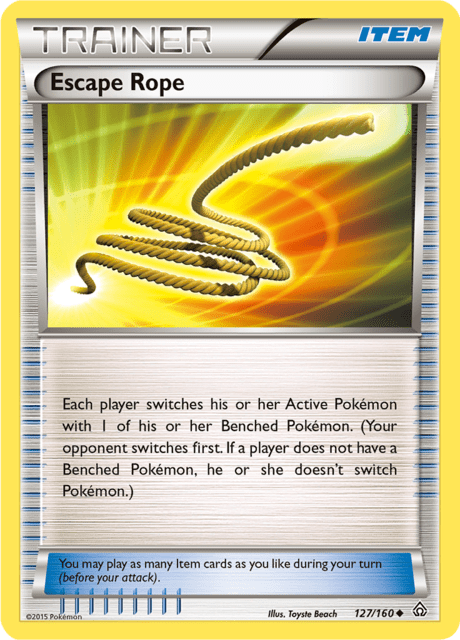 TRAINER
ITEM
Escape Rope
Each player switches his or her Active Pokémon
with 1 of his or her Benched Pokémon. (Your
opponent switches first. If a player does not have a
Benched Pokémon, he or she doesn't switch
Pokémon.)
You may play as many Item cards as you like during your turn
(before your attack).
©2015 Pokémon
Illus. Toyste Beach
127/160